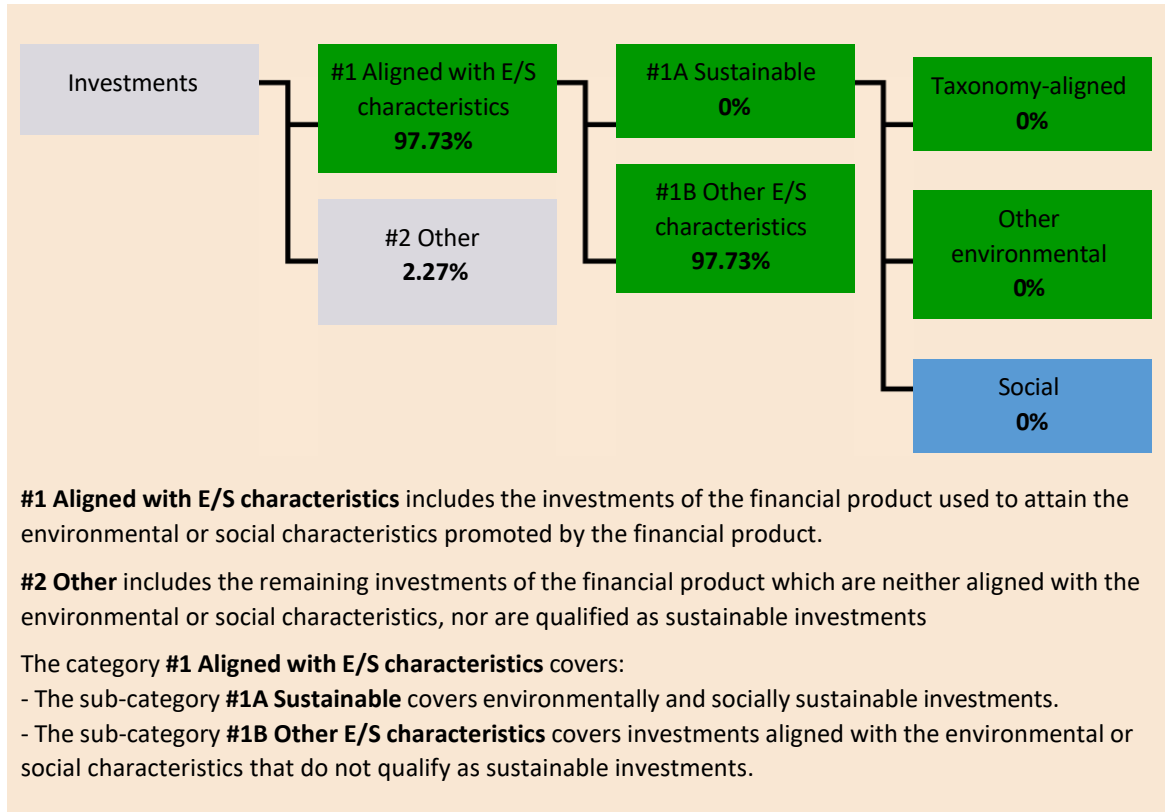 Investments
#1 Aligned with E/S
characteristics
97.73%
#2 Other
2.27%
#1A Sustainable
0%
#1B Other E/S
characteristics
97.73%
Taxonomy-aligned
0%
Other
environmental
0%
Social
0%
#1 Aligned with E/S characteristics includes the investments of the financial product used to attain the
environmental or social characteristics promoted by the financial product.
#2 Other includes the remaining investments of the financial product which are neither aligned with the
environmental or social characteristics, nor are qualified as sustainable investments
The category #1 Aligned with E/S characteristics covers:
- The sub-category #1A Sustainable covers environmentally and socially sustainable investments.
- The sub-category #1B Other E/S characteristics covers investments aligned with the environmental or
social characteristics that do not qualify as sustainable investments.